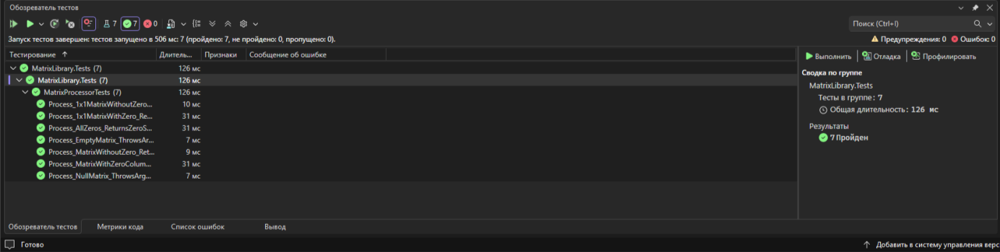 Обозреватель тестов
7 7 0
Поиск (Ctrl+I)
Запуск тестов завершен: тестов запущено в 506 мс: 7 (пройдено: 7, не пройдено: 0, пропущено: 0).
Предупреждения: 0 Ошибок: 0
Тестирование Длитель... Признаки Сообщение об ошибке
MatrixLibrary.Tests (7) 126 мс
MatrixLibrary.Tests (7) 126 мс
MatrixProcessorTests (7) 126 мс
Process_1x1MatrixWithoutZero... 10 мс
Process_1x1MatrixWithZero_Re... 31 мс
Process_AllZeros_ReturnsZeroS... 31 мс
Process_EmptyMatrix_ThrowsAr... 7 мс
Process_MatrixWithoutZero_Ret... 9 мс
Process_MatrixWithZeroColum... 31 мс
Process_NullMatrix_ThrowsArg... 7 мс
Выполнить Отладка Профилировать
Сводка по группе
MatrixLibrary.Tests
Тесты в группе: 7
Общая длительность: 126 мс
Результаты
7 Пройден
Обозреватель тестов Метрики кода Список ошибок Вывод
Готово
Добавить в систему управления верс